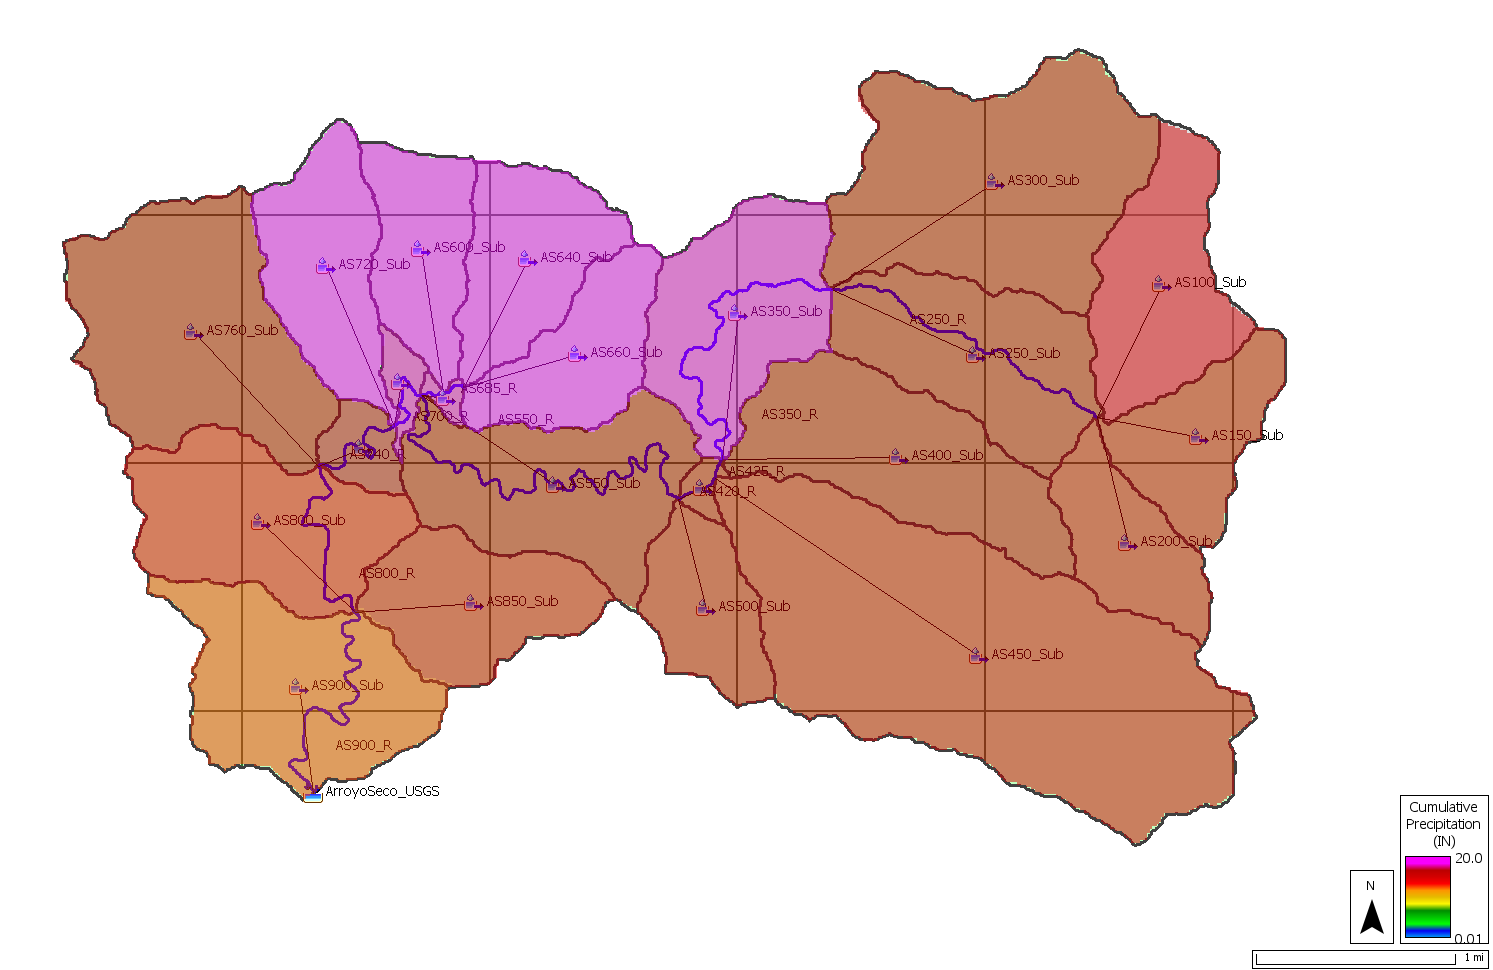 AS300_Sub
AS600_Sub
AS640_Sub
AS720_Sub
AS100_Sub
AS350_Sub
AS250_R
AS760_Sub
AS660_Sub
AS250_Sub
AS685_R
AS700_R
AS550_R
AS350_R
AS150_Sub
AS740_R
AS400_Sub
AS425_R
AS550_Sub
AS420_R
AS800_Sub
AS200_Sub
AS800_R
AS850_Sub
AS500_Sub
AS450_Sub
AS900_Sub
AS900_R
ArroyoSeco_USGS
Cumulative
Precipitation
(IN)
20.0
0.01
N
1 mi